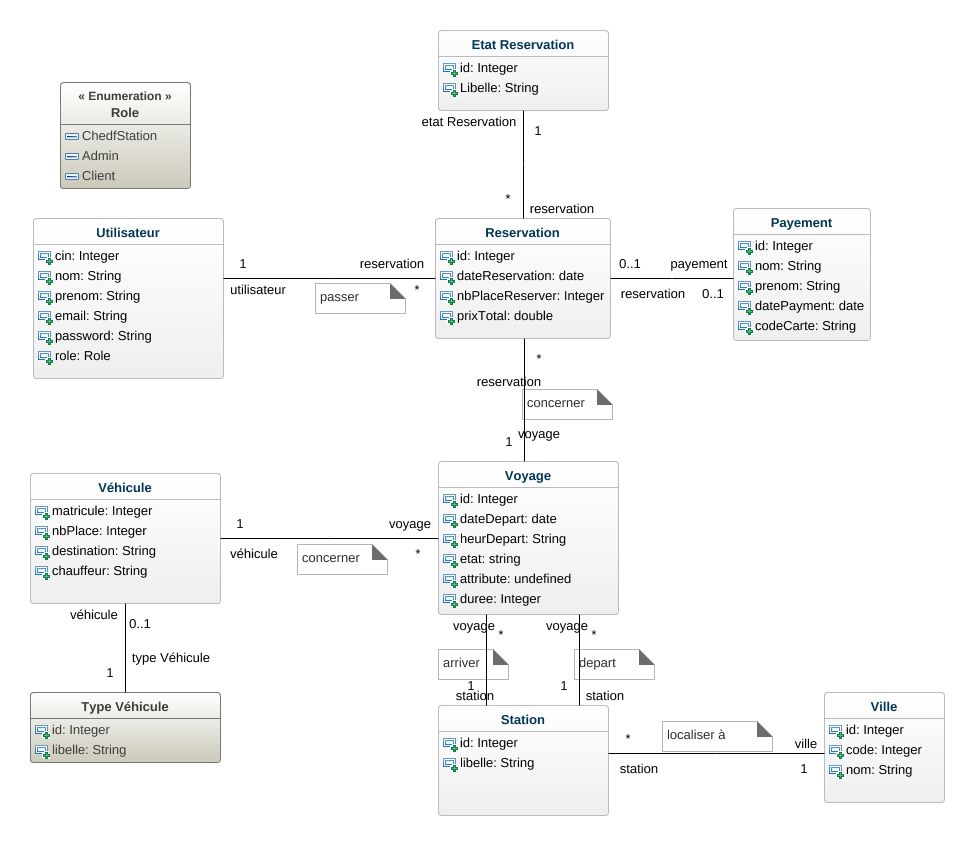 Etat Reservation
id: Integer
Libelle: String
etat Reservation
1
*
reservation
« Enumeration »
Role
ChedfStation
Admin
Client
Utilisateur
cin: Integer
nom: String
prenom: String
email: String
password: String
role: Role
1
utilisateur
reservation
*
passer
Reservation
id: Integer
dateReservation: date
nbPlaceReserver: Integer
prixTotal: double
0..1
reservation
payement
0..1
Payement
id: Integer
nom: String
prenom: String
datePayment: date
codeCarte: String
*
reservation
concerner
voyage
1
Véhicule
matricule: Integer
nbPlace: Integer
destination: String
chauffeur: String
1
véhicule
voyage
*
concerner
Voyage
id: Integer
dateDepart: date
heurDepart: String
etat: string
attribute: undefined
duree: Integer
véhicule
0..1
type Véhicule
1
Type Véhicule
id: Integer
libelle: String
voyage
*
arriver
1
station
voyage
*
depart
1
station
Station
id: Integer
libelle: String
*
station
localiser à
ville
1
Ville
id: Integer
code: Integer
nom: String